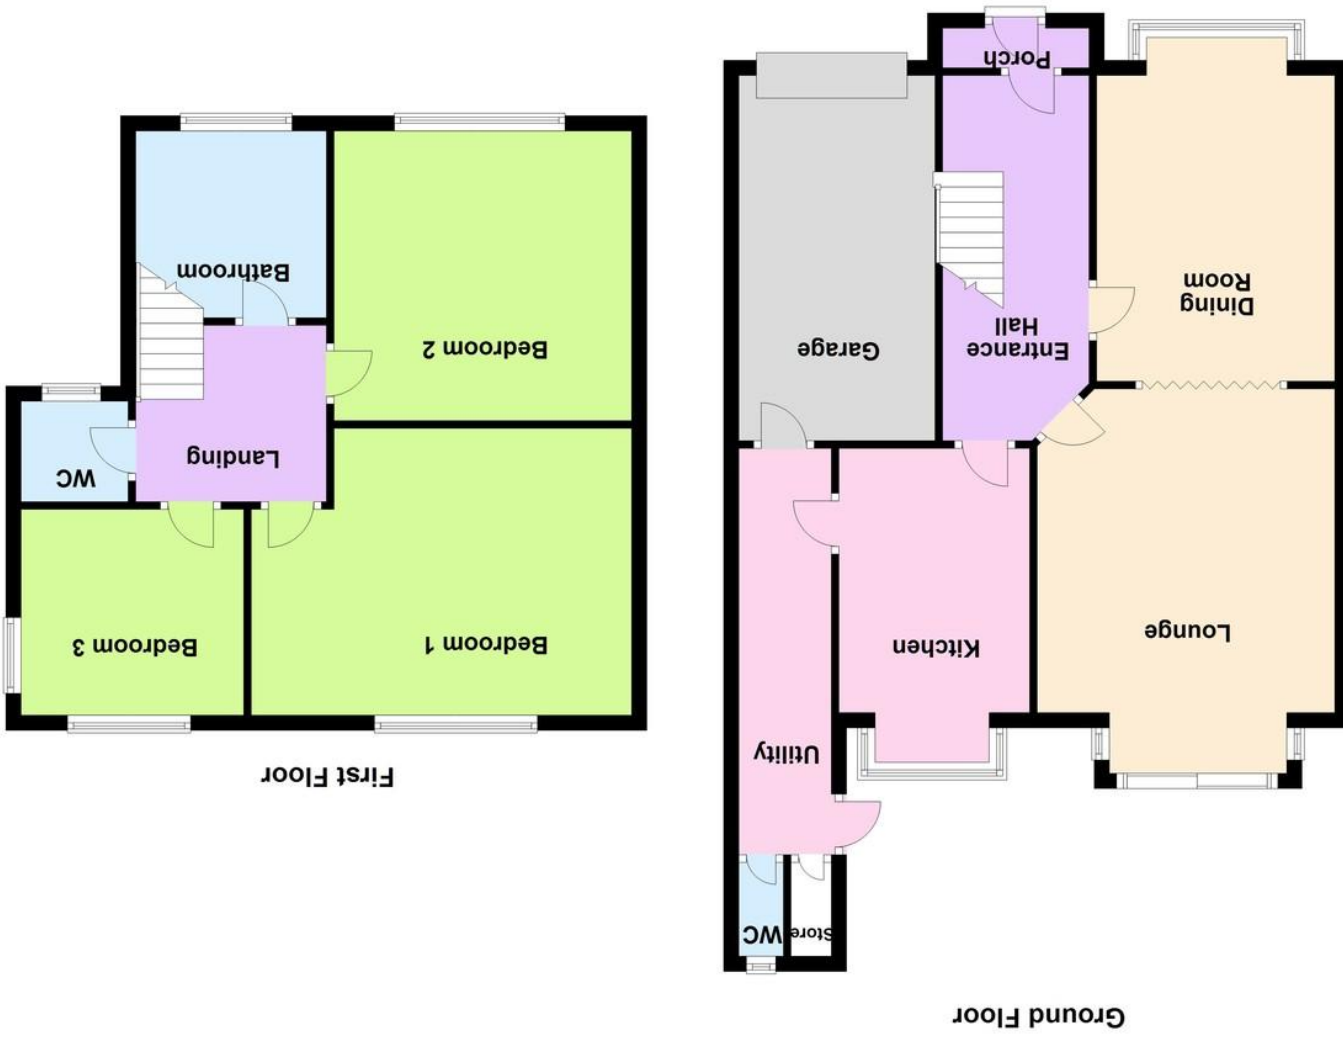 Ground Floor
Store
WC
Utility
Kitchen
Lounge
Garage
Entrance
Hall
Dining
Room
Porch
First Floor
Bedroom 1
Bedroom 3
WC
Landing
Bedroom 2
Bathroom